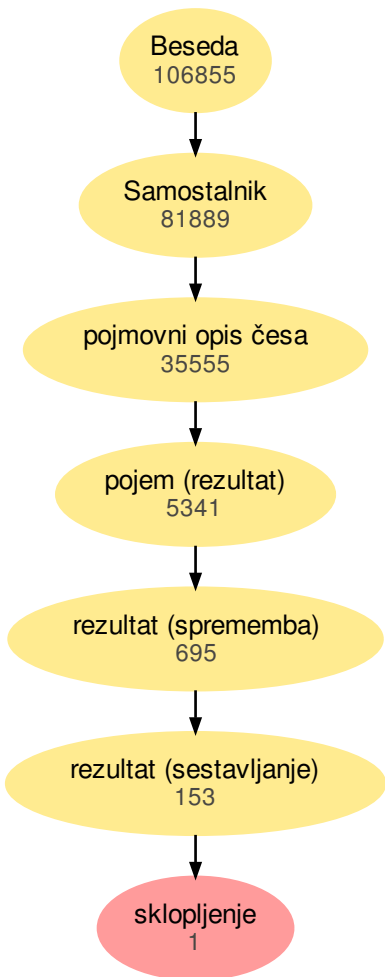 Beseda
106855
Samostalnik
81889
pojmovni opis česa
35555
pojem (rezultat)
5341
rezultat (sprememba)
695
rezultat (sestavljanje)
153
sklopljenje
1